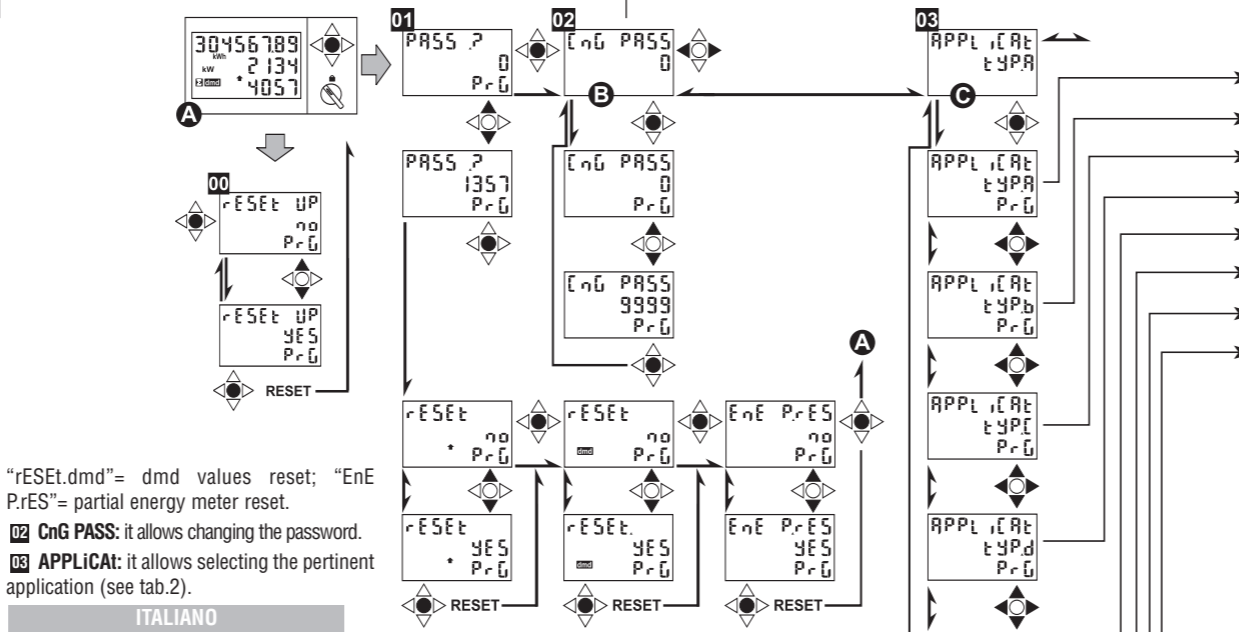 304567.89
kWh
kW
2134
Σ dmd
4057
A
00
rESEt UP
no
PrG
rESEt UP
YES
PrG
RESET
01
PASS .?
0
PrG
PASS .?
1357
PrG
rESEt
no
PrG
rESEt
YES
PrG
RESET
02
CnG PASS
0
B
CnG PASS
0
PrG
CnG PASS
9999
PrG
rESEt
no
dmd
PrG
rESEt.
YES
dmd
PrG
RESET
A
EnE P.rES
no
PrG
EnE P.rES
YES
PrG
RESET
03
APPLiCAt
tYP.A
C
APPLiCAt
tYP.A
PrG
APPLiCAt
tYP.b
PrG
APPLiCAt
tYP.C
PrG
APPLiCAt
tYP.d
PrG
“rESEt.dmd”= dmd values reset; “EnE
P.rES”= partial energy meter reset.
02 CnG PASS: it allows changing the password.
03 APPLiCAt: it allows selecting the pertinent
application (see tab.2).
ITALIANO